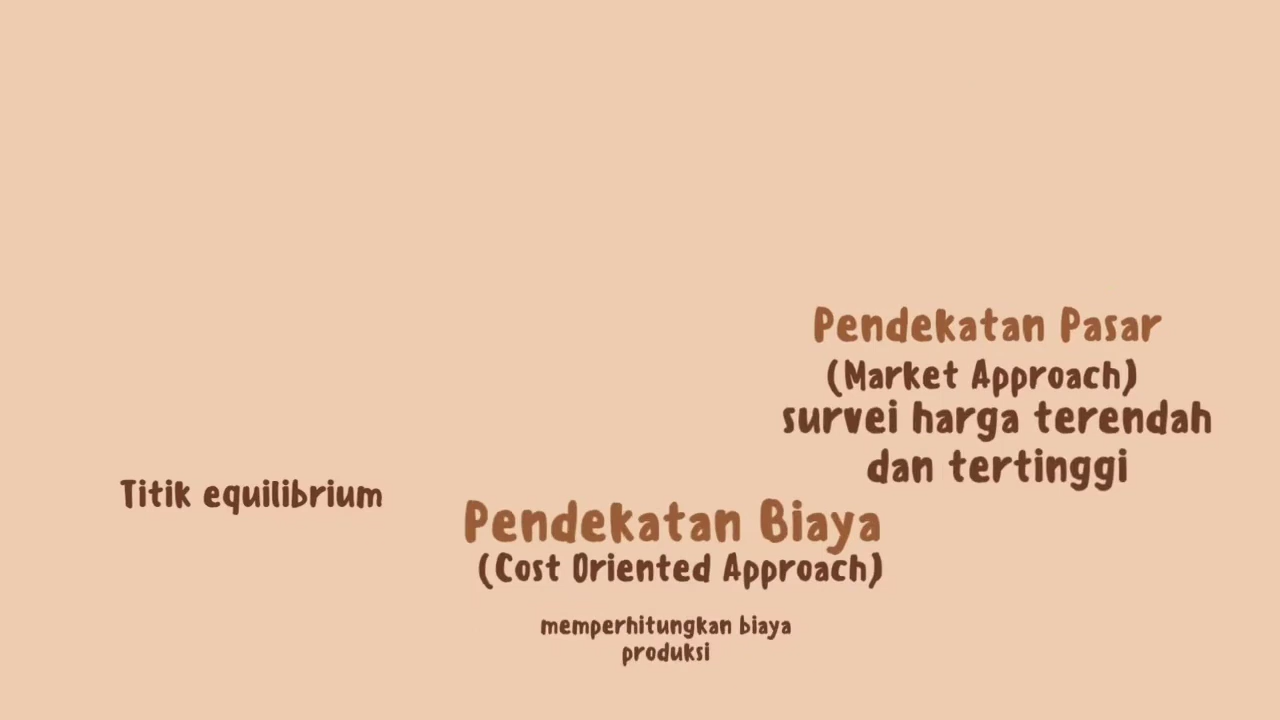 Titik equilibrium
Pendekatan Biaya
(Cost Oriented Approach)
memperhitungkan biaya
produksi
Pendekatan Pasar
(Market Approach)
survei harga terendah
dan tertinggi